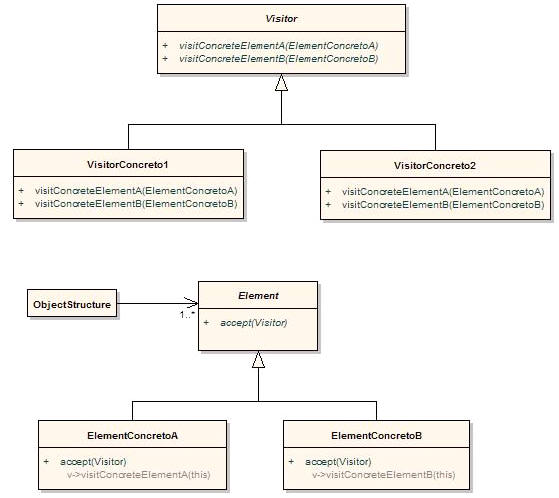 Visitor
+ visitConcreteElementA(ElementConcretoA)
+ visitConcreteElementB(ElementConcretoB)
VisitorConcreto1
+ visitConcreteElementA(ElementConcretoA)
+ visitConcreteElementB(ElementConcretoB)
VisitorConcreto2
+ visitConcreteElementA(ElementConcretoA)
+ visitConcreteElementB(ElementConcretoB)
ObjectStructure
1..*
Element
+ accept(Visitor)
ElementConcretoA
+ accept(Visitor)
v->visitConcreteElementA(this)
ElementConcretoB
+ accept(Visitor)
v->visitConcreteElementB(this)